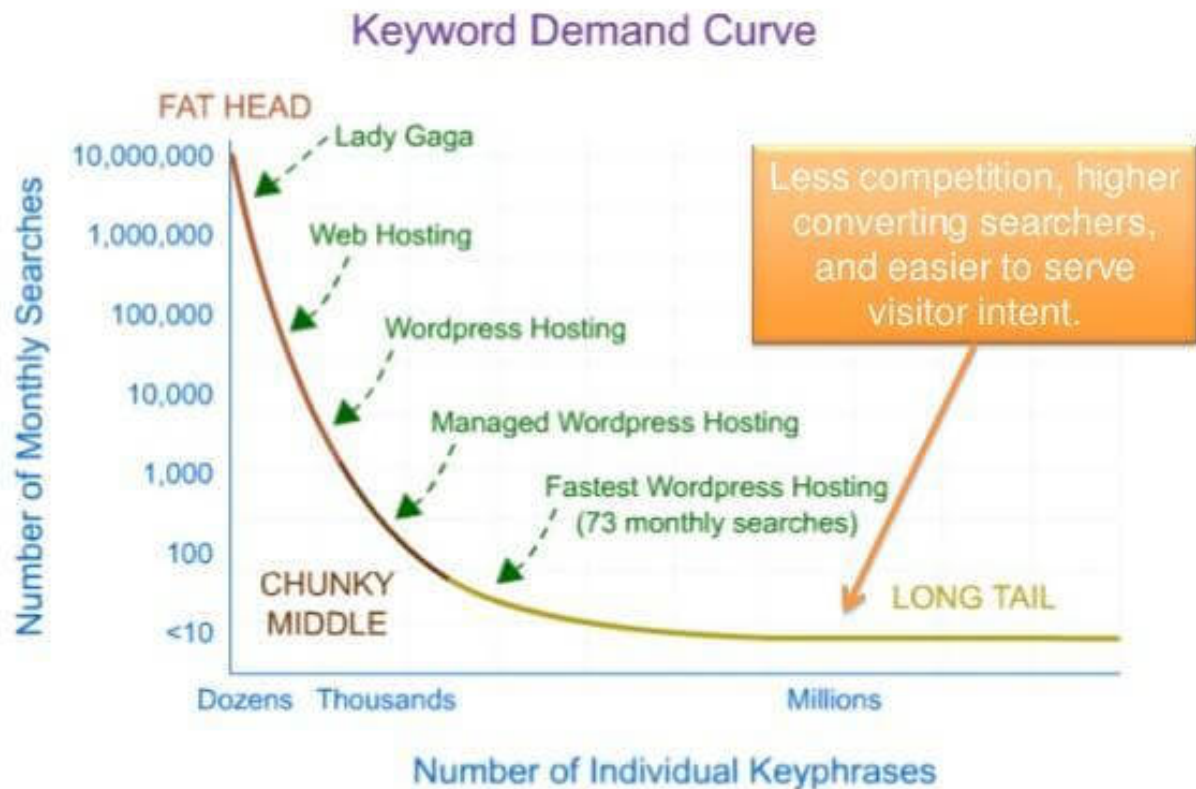 Keyword Demand Curve
FAT HEAD
Lady Gaga
10,000,000
Less competition, higher
converting searchers,
and easier to serve
visitor intent.
1,000,000
Web Hosting
100,000
Wordpress Hosting
10,000
Managed Wordpress Hosting
1,000
Fastest Wordpress Hosting
(73 monthly searches)
100
CHUNKY
MIDDLE
LONG TAIL
<10
Number of Monthly Searches
Dozens
Thousands
Millions
Number of Individual Keyphrases